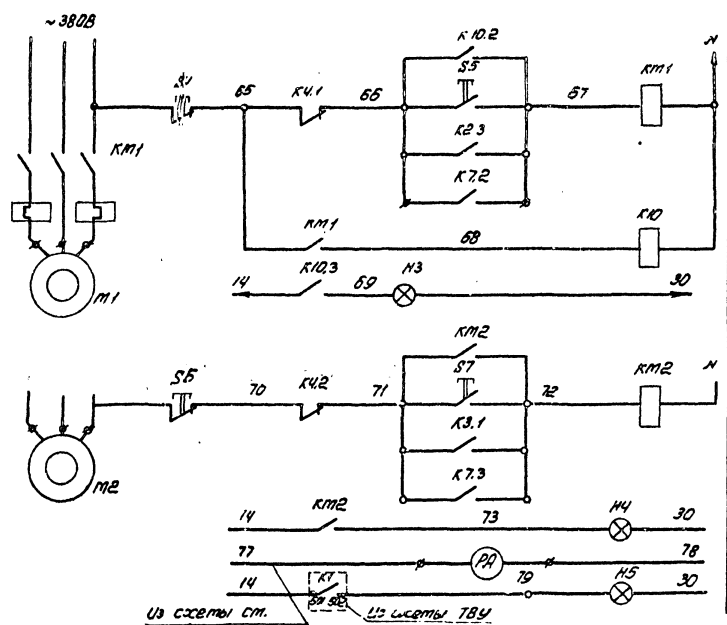 ~380В
К10.2
S5
N
65
К4.1
66
67
КМ1
К2.3
К7.2
КМ1
КМ1
68
К10
М1
К10.3
14
69
Н3
30
КМ2
S6
70
К4.2
71
S7
72
КМ2
N
К3.1
К7.3
М2
14
КМ2
73
Н4
30
77
РА
78
14
К1
79
Н5
30
Из схемы ст.
Из схемы ТВУ